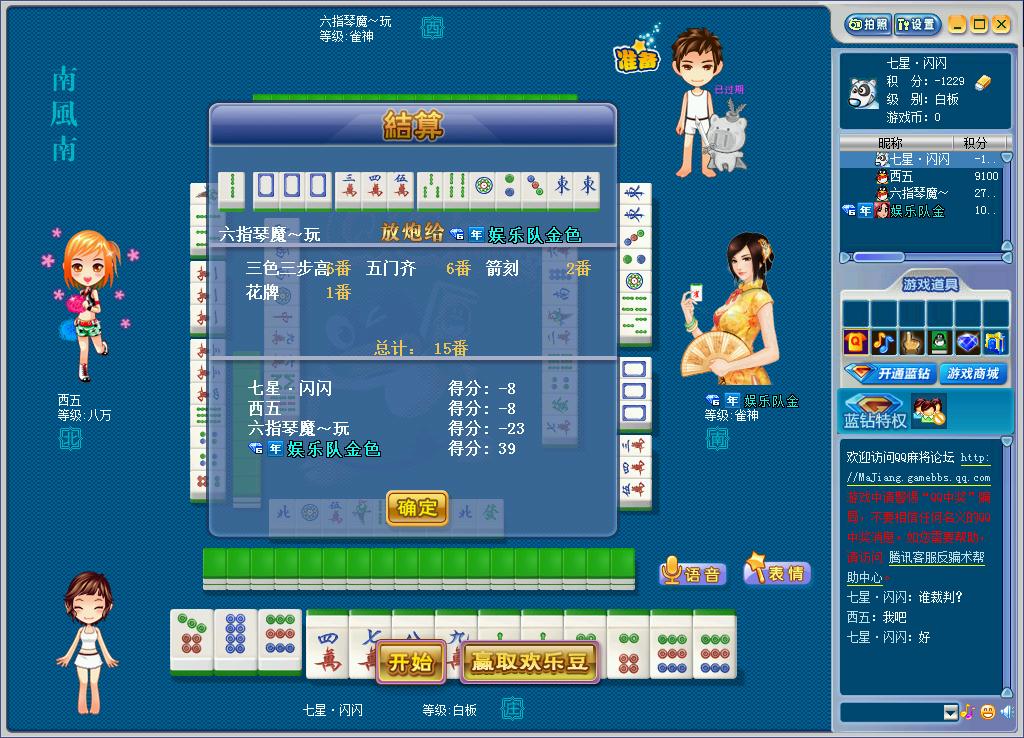 六指琴魔～玩
等级:雀神
西
南
風
南
准备
已过期
拍照
设置
七星·闪闪
积 分: -1229
级 别: 白板
游戏币: 0
昵称 积分
七星·闪闪 -1..
西五 9100
六指琴魔～ 27..
年 娱乐队金 10..
结算
六指琴魔～玩 放炮给 年 娱乐队金色
三色三步高6番 五门齐 6番 箭刻 2番
花牌 1番
总计: 15番
七星·闪闪 得分: -8
西五 得分: -8
六指琴魔～玩 得分: -23
年 娱乐队金色 得分: 39
确定
西五
等级:八万
北
年 娱乐队金
等级:雀神
南
游戏道具
开通蓝钻
游戏商城
蓝钻特权
欢迎访问QQ麻将论坛 http:
//MaJiang.gamebbs.qq.com
游戏中请警惕“QQ中奖”骗
局，不要相信任何名义的QQ
中奖消息，如您需要帮助，
请访问 腾讯客服反骗术帮
助中心。
七星·闪闪: 谁裁判?
西五: 我吧
七星·闪闪: 好
语音
表情
开始
赢取欢乐豆
七星·闪闪 等级:白板 庄